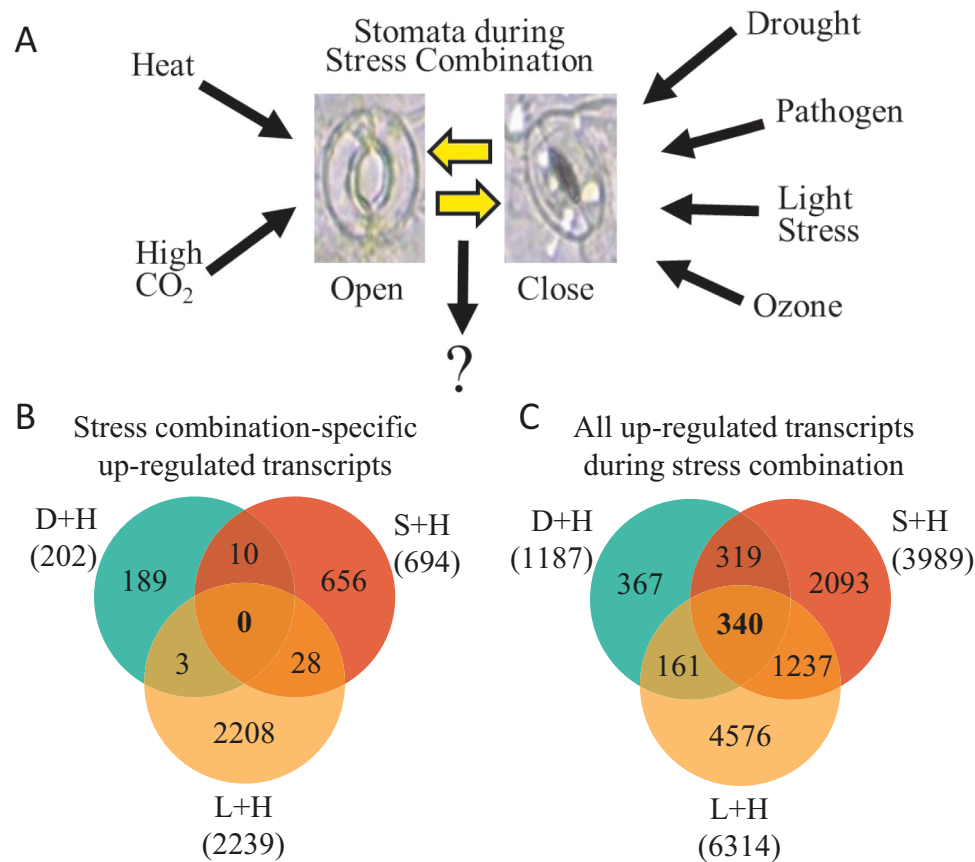 A
Stomata during
Stress Combination
Heat
High
CO₂
Open
Close
Drought
Pathogen
Light
Stress
Ozone
?
B
Stress combination-specific
up-regulated transcripts
D+H
(202)
S+H
(694)
189
10
656
0
3
28
2208
L+H
(2239)
C
All up-regulated transcripts
during stress combination
D+H
(1187)
S+H
(3989)
367
319
2093
340
161
1237
4576
L+H
(6314)